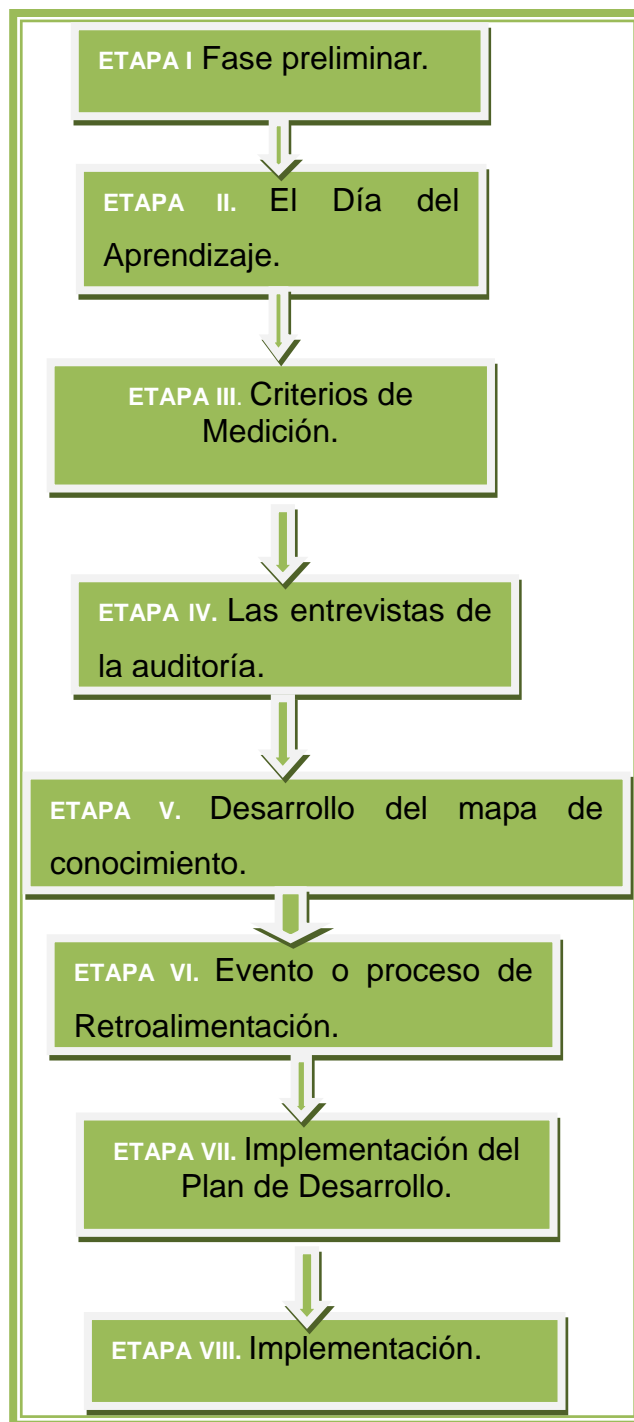 ETAPA I Fase preliminar.
ETAPA II. El Día del
Aprendizaje.
ETAPA III. Criterios de
Medición.
ETAPA IV. Las entrevistas de
la auditoría.
ETAPA V. Desarrollo del mapa de
conocimiento.
ETAPA VI. Evento o proceso de
Retroalimentación.
ETAPA VII. Implementación del
Plan de Desarrollo.
ETAPA VIII. Implementación.